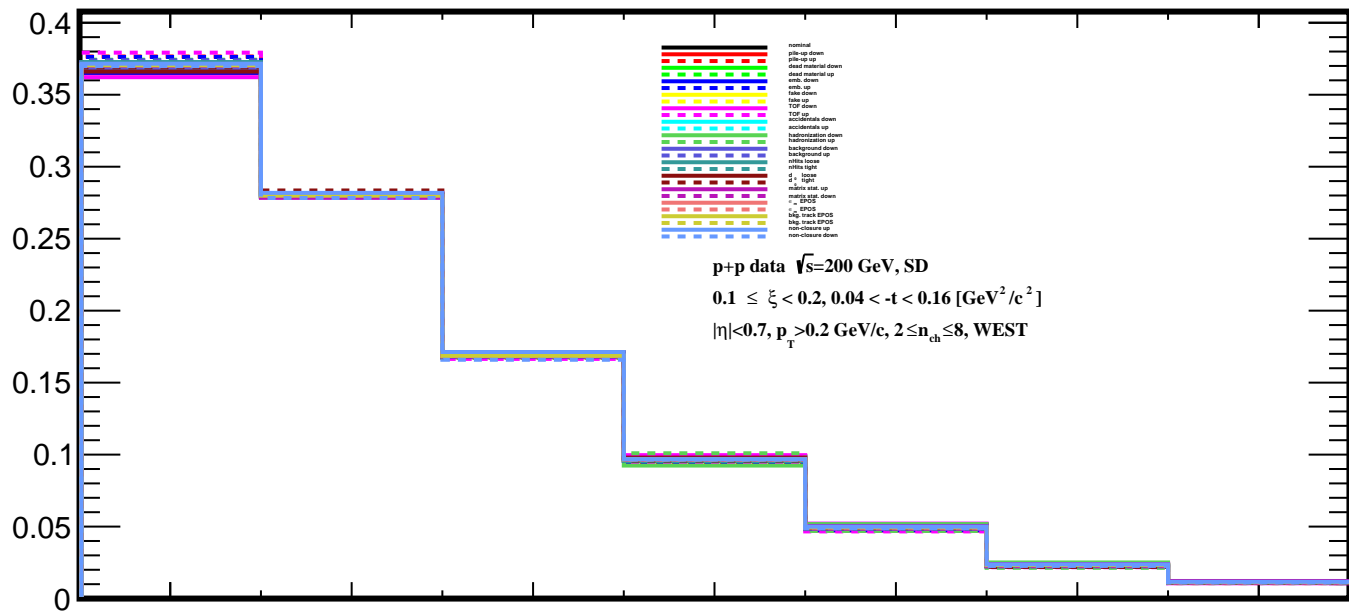 0.4
0.35
0.3
0.25
0.2
0.15
0.1
0.05
0
nominal
pile-up down
pile-up up
dead material down
dead material up
emb. down
emb. up
fake down
fake up
TOF down
TOF up
accidentals down
accidentals up
hadronization down
hadronization up
background down
background up
nHits loose
nHits tight
d₀ loose
d₀ tight
matrix stat. up
matrix stat. down
EPOS
EPOS
bkg. track EPOS
bkg. track EPOS
non-closure up
non-closure down
p+p data √s=200 GeV, SD
0.1 ≤ ξ < 0.2, 0.04 < -t < 0.16 [GeV²/c²]
|η|<0.7, p_T>0.2 GeV/c, 2≤n_ch≤8, WEST